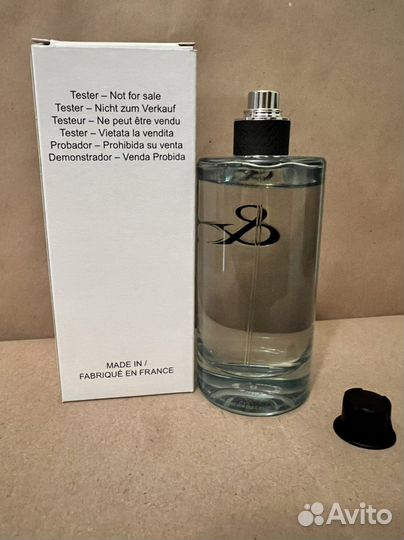 Tester – Not for sale
Tester – Nicht zum Verkauf
Testeur – Ne peut être vendu
Tester – Vietata la vendita
Probador – Prohibida su venta
Demonstrador – Venda Probida
&
MADE IN /
FABRIQUÉ EN FRANCE
Avito